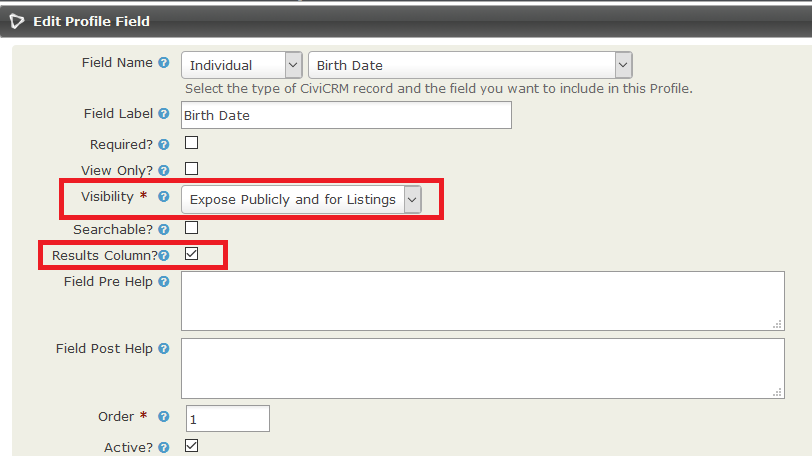 Edit Profile Field
Field Name Individual Birth Date
Select the type of CiviCRM record and the field you want to include in this Profile.
Field Label Birth Date
Required?
View Only?
Visibility * Expose Publicly and for Listings
Searchable?
Results Column?
Field Pre Help
Field Post Help
Order * 1
Active?